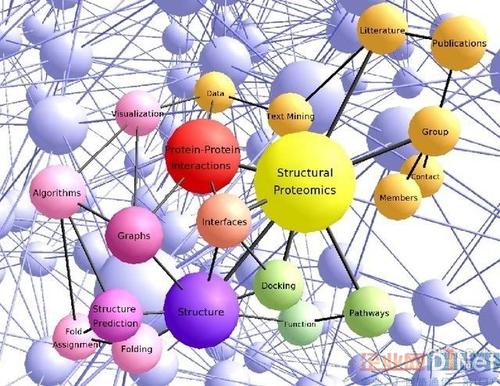 Litterature
Publications
Data
Visualization
Text Mining
Group
Protein-Protein
Interactions
Structural
Proteomics
Contact
Members
Algorithms
Interfaces
Graphs
Docking
Structure
Structure
Prediction
Function
Pathways
Fold
Assignment
Folding